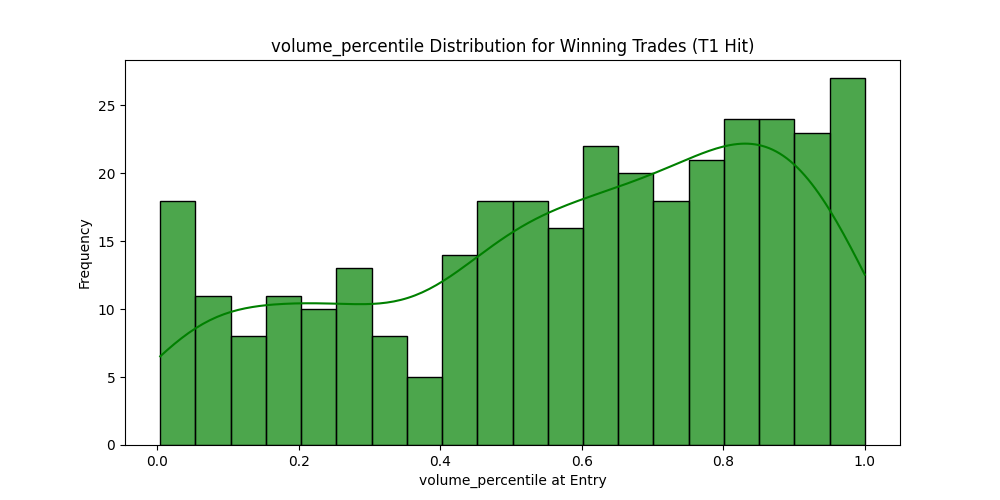 volume_percentile Distribution for Winning Trades (T1 Hit)
Frequency
25
20
15
10
5
0
0.0 0.2 0.4 0.6 0.8 1.0
volume_percentile at Entry